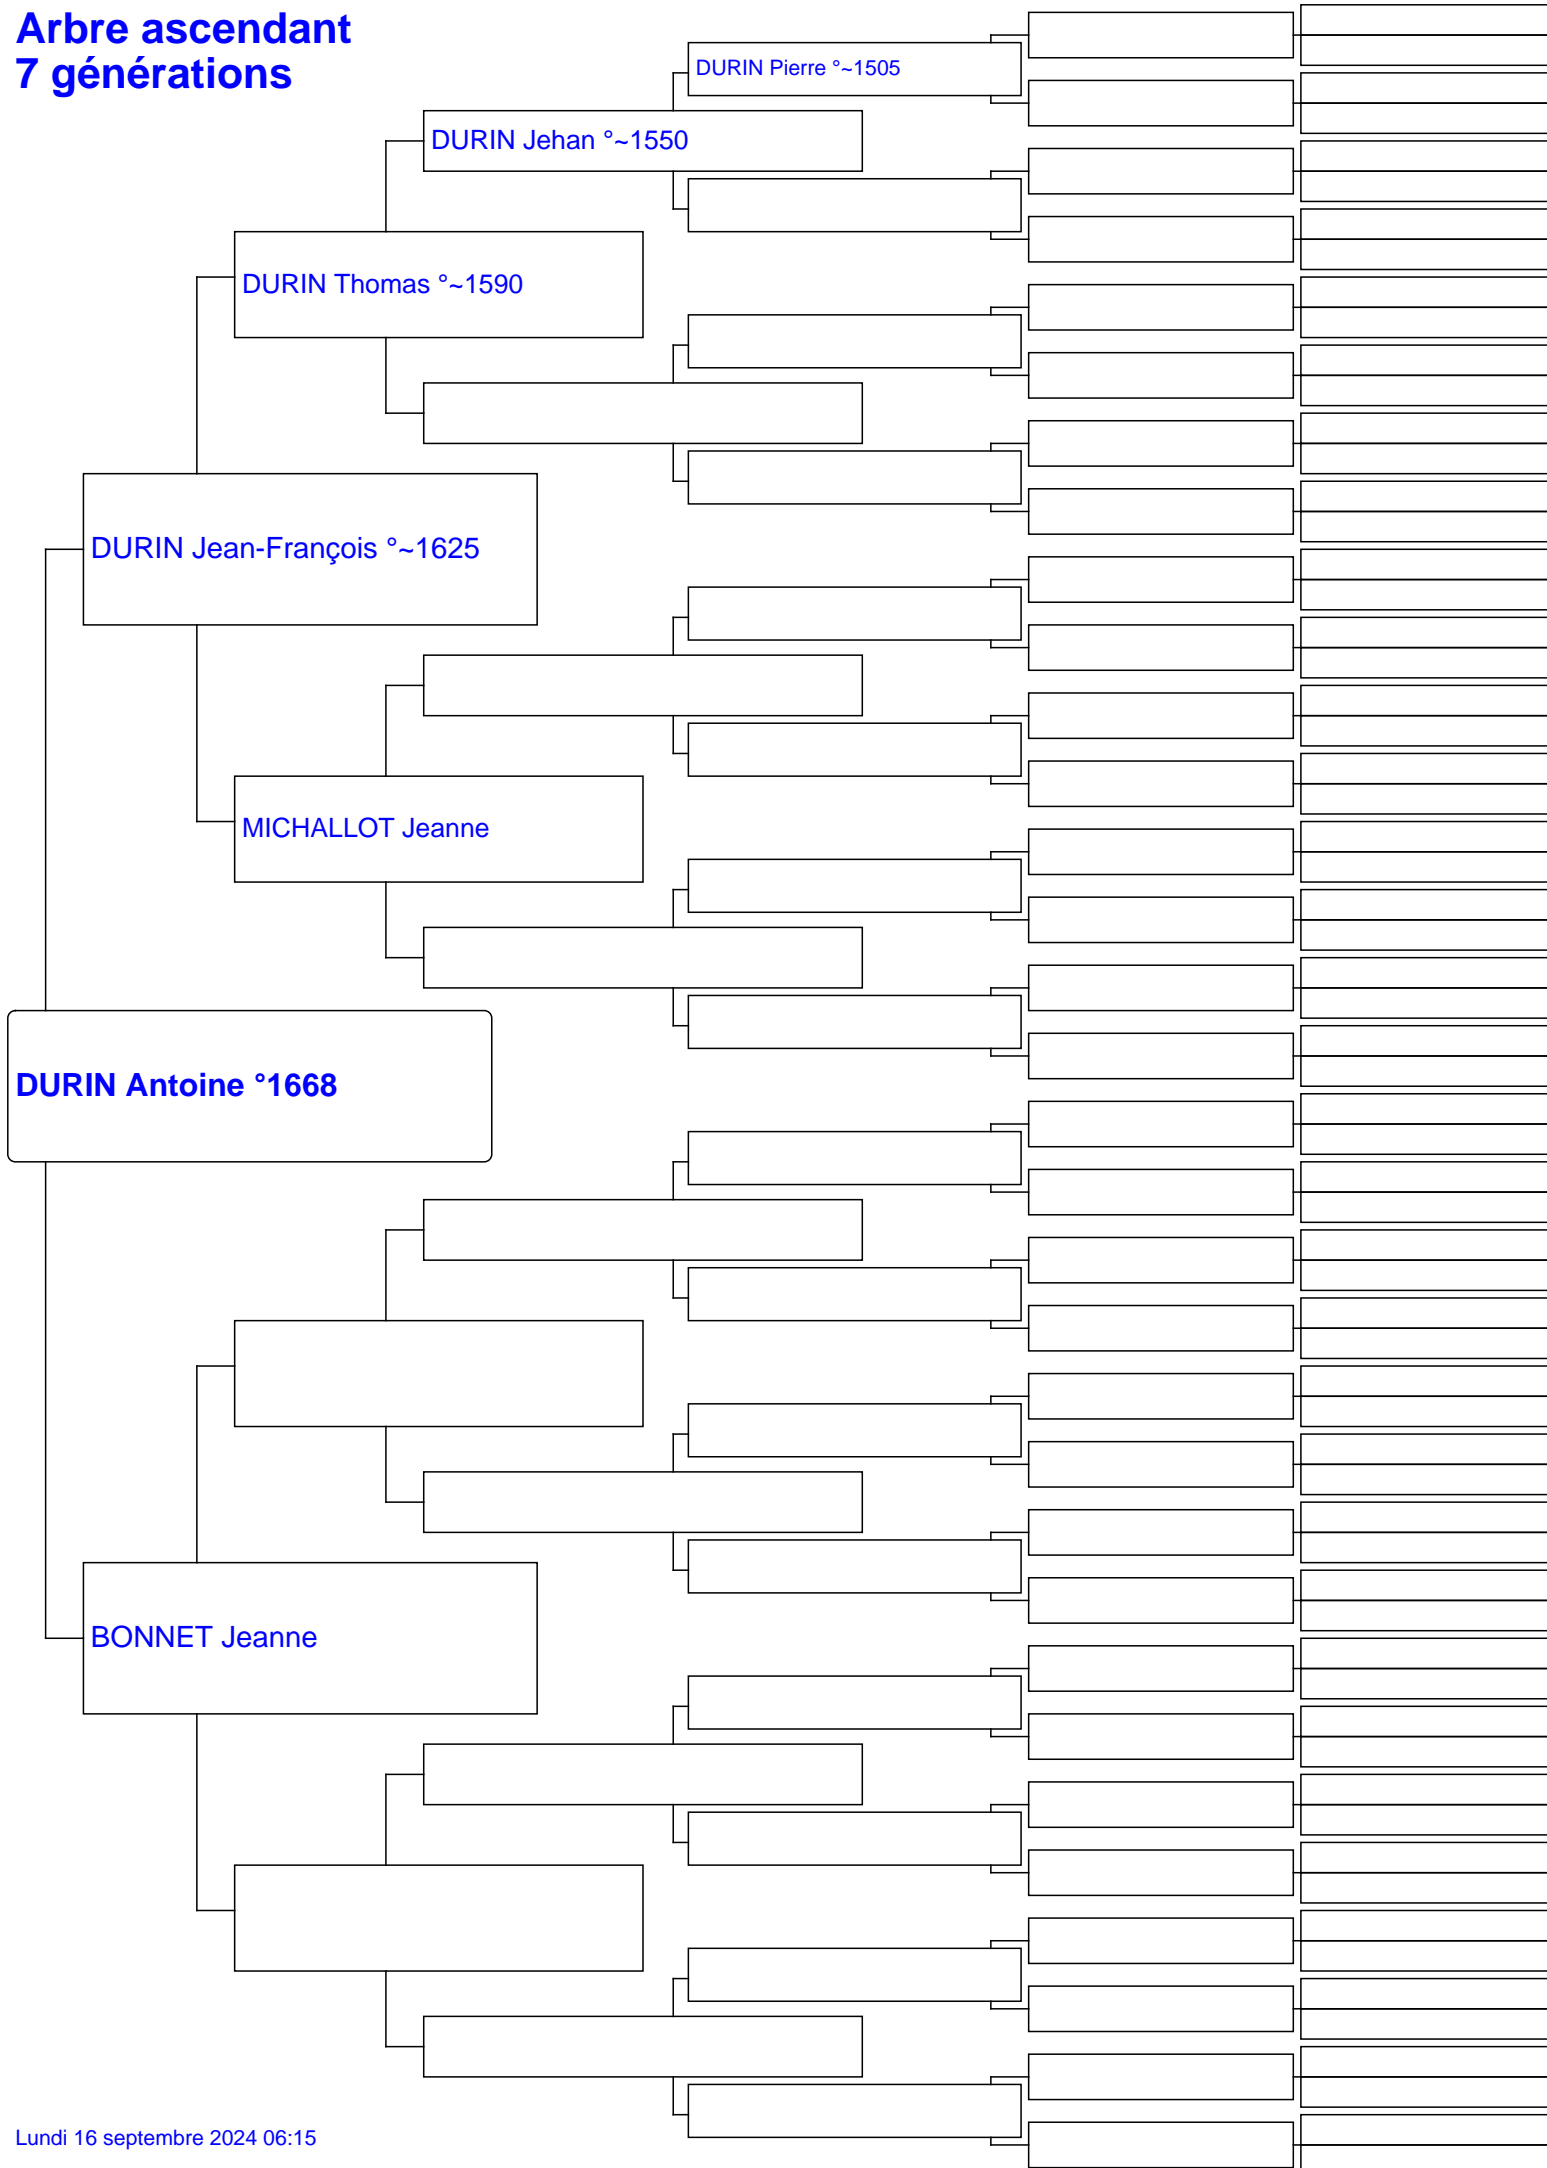 Arbre ascendant
7 générations
DURIN Pierre °~1505
DURIN Jehan °~1550
DURIN Thomas °~1590
DURIN Jean-François °~1625
MICHALLOT Jeanne
DURIN Antoine °1668
BONNET Jeanne
Lundi 16 septembre 2024 06:15